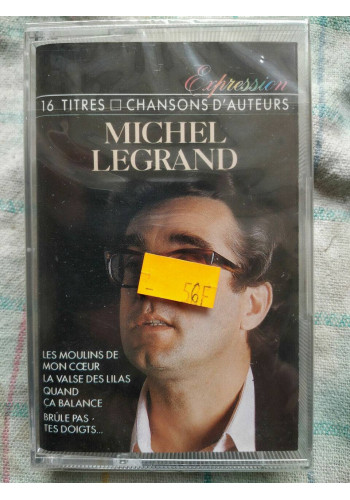 Expression
16 TITRES □ CHANSONS D'AUTEURS
MICHEL
LEGRAND
56F
LES MOULINS DE
MON CŒUR
LA VALSE DES LILAS
QUAND
ÇA BALANCE
BRÛLE PAS
TES DOIGTS...